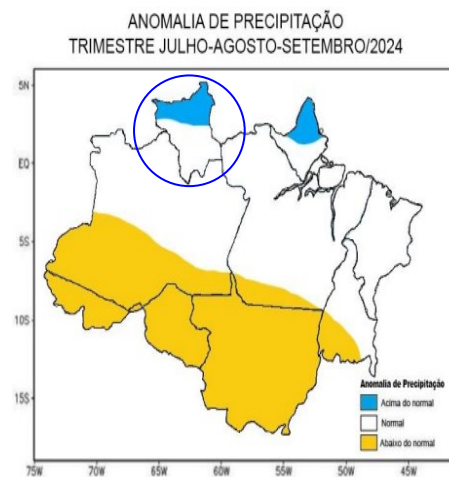 ANOMALIA DE PRECIPITAÇÃO
TRIMESTRE JULHO-AGOSTO-SETEMBRO/2024
5N
EQ
5S
10S
15S
Anomalia de Precipitação
Acima do normal
Normal
Abaixo do normal
75W 70W 65W 60W 55W 50W 45W